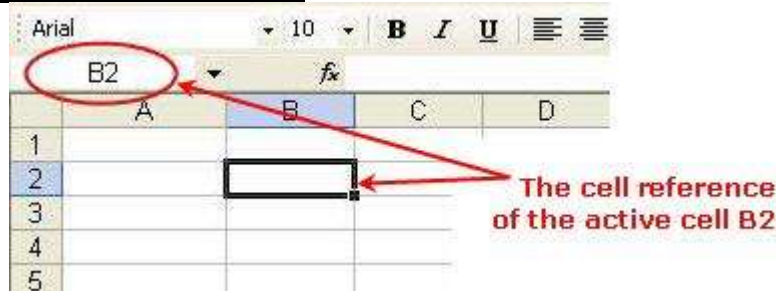 Arial 10 B I U
B2 fx
A B C D
1
2
3
4
5
The cell reference
of the active cell B2